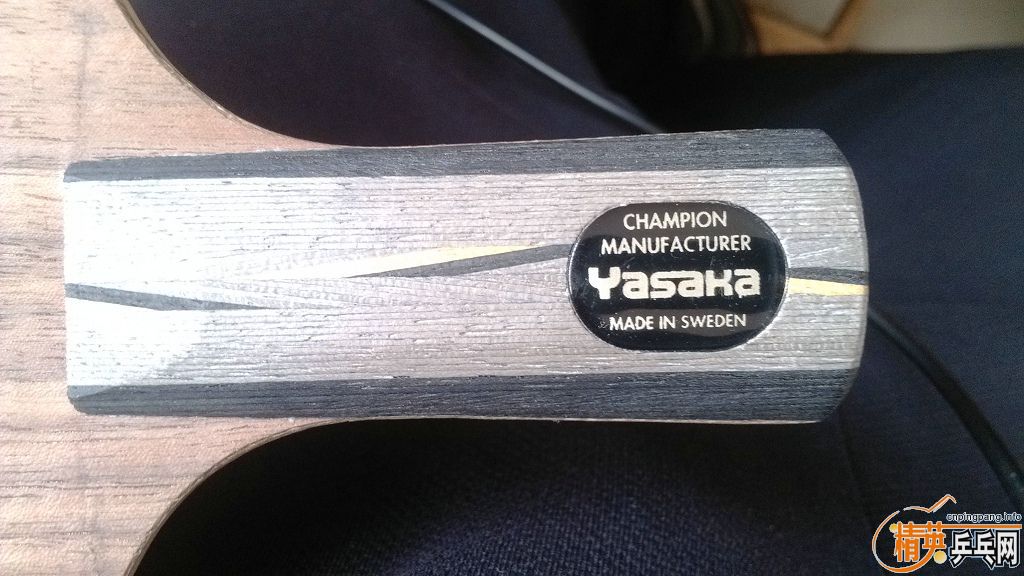 CHAMPION
MANUFACTURER
Yasaka
MADE IN SWEDEN
cnpingpang.info
精英乒乓网